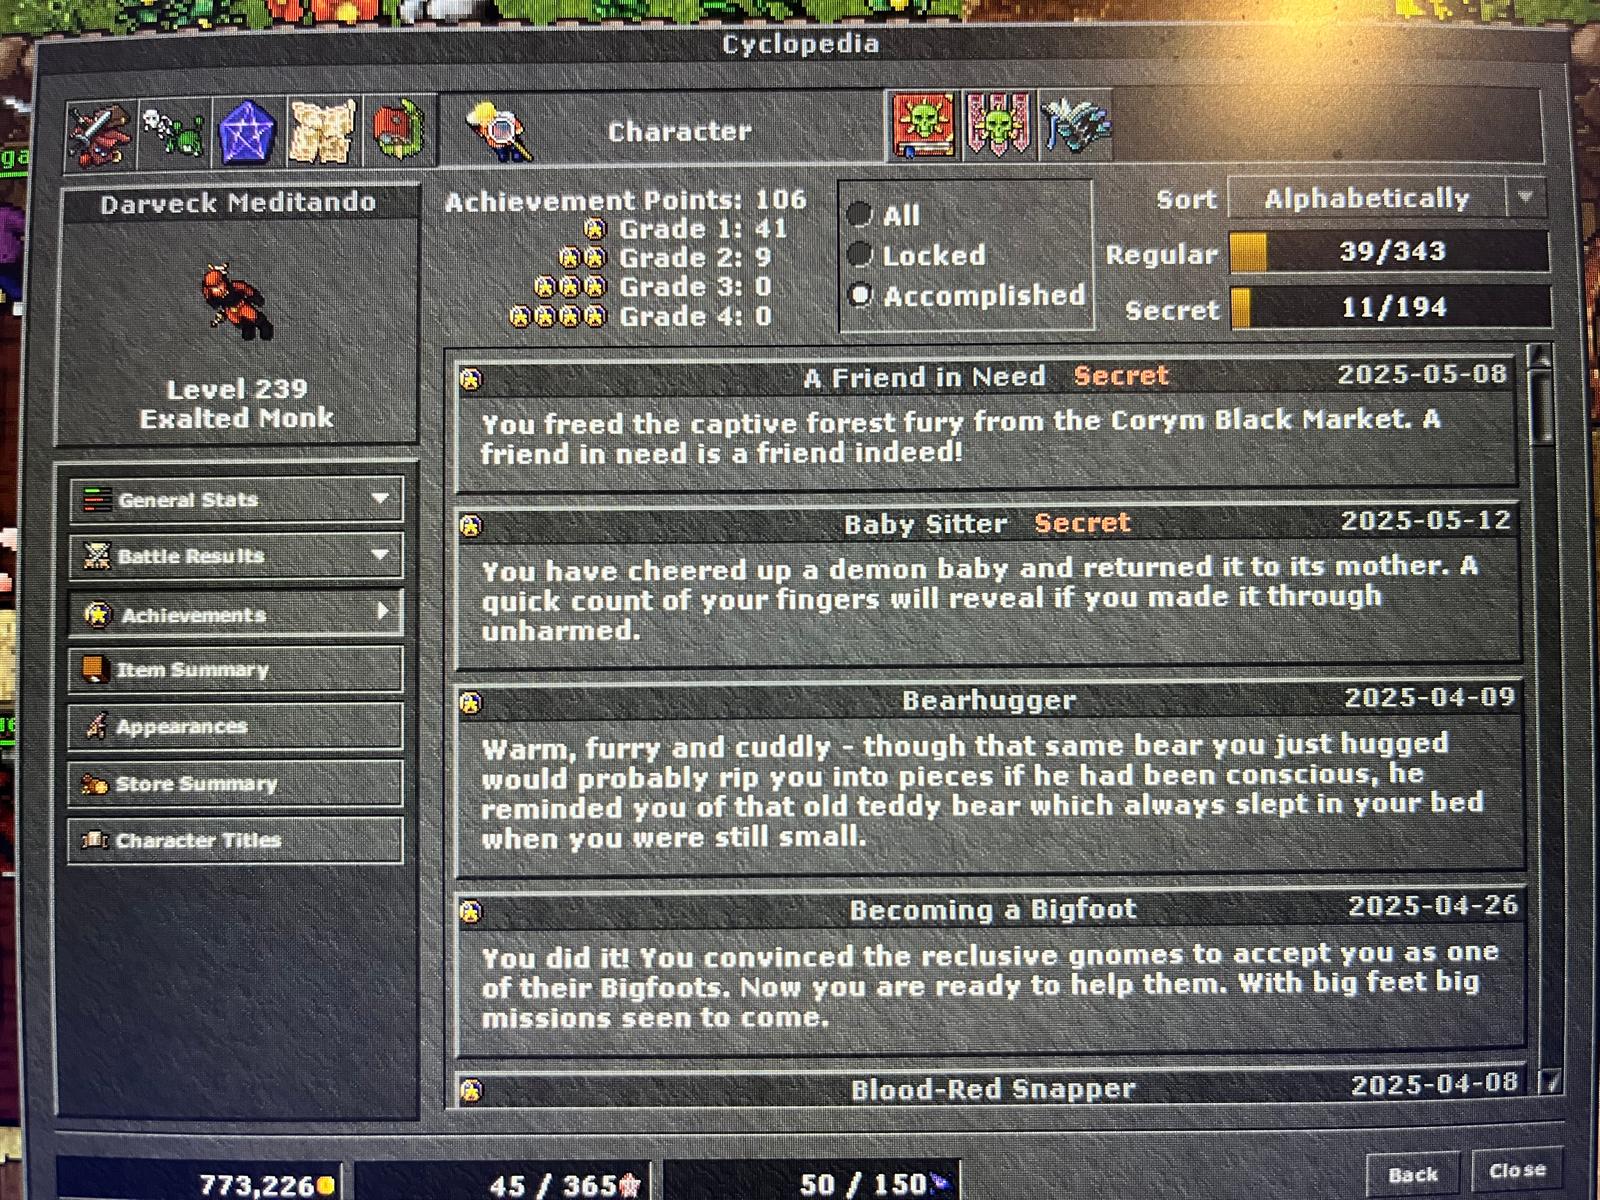 Cyclopedia
Character
Darveck Meditando
Level 239
Exalted Monk
General Stats
Battle Results
Achievements
Item Summary
Appearances
Store Summary
Character Titles
Achievement Points: 106
Grade 1: 41
Grade 2: 9
Grade 3: 0
Grade 4: 0
All
Locked
Accomplished
Sort Alphabetically
Regular 39/343
Secret 11/194
A Friend in Need Secret 2025-05-08
You freed the captive forest fury from the Corym Black Market. A
friend in need is a friend indeed!
Baby Sitter Secret 2025-05-12
You have cheered up a demon baby and returned it to its mother. A
quick count of your fingers will reveal if you made it through
unharmed.
Bearhugger 2025-04-09
Warm, furry and cuddly - though that same bear you just hugged
would probably rip you into pieces if he had been conscious, he
reminded you of that old teddy bear which always slept in your bed
when you were still small.
Becoming a Bigfoot 2025-04-26
You did it! You convinced the reclusive gnomes to accept you as one
of their Bigfoots. Now you are ready to help them. With big feet big
missions seen to come.
Blood-Red Snapper 2025-04-08
773,226
45 / 365
50 / 150
Back
Close